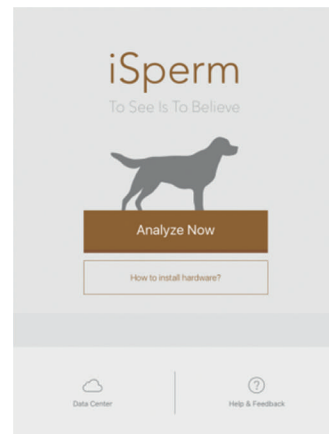 iSperm
To See Is To Believe
Analyze Now
How to install hardware?
Data Center
Help & Feedback